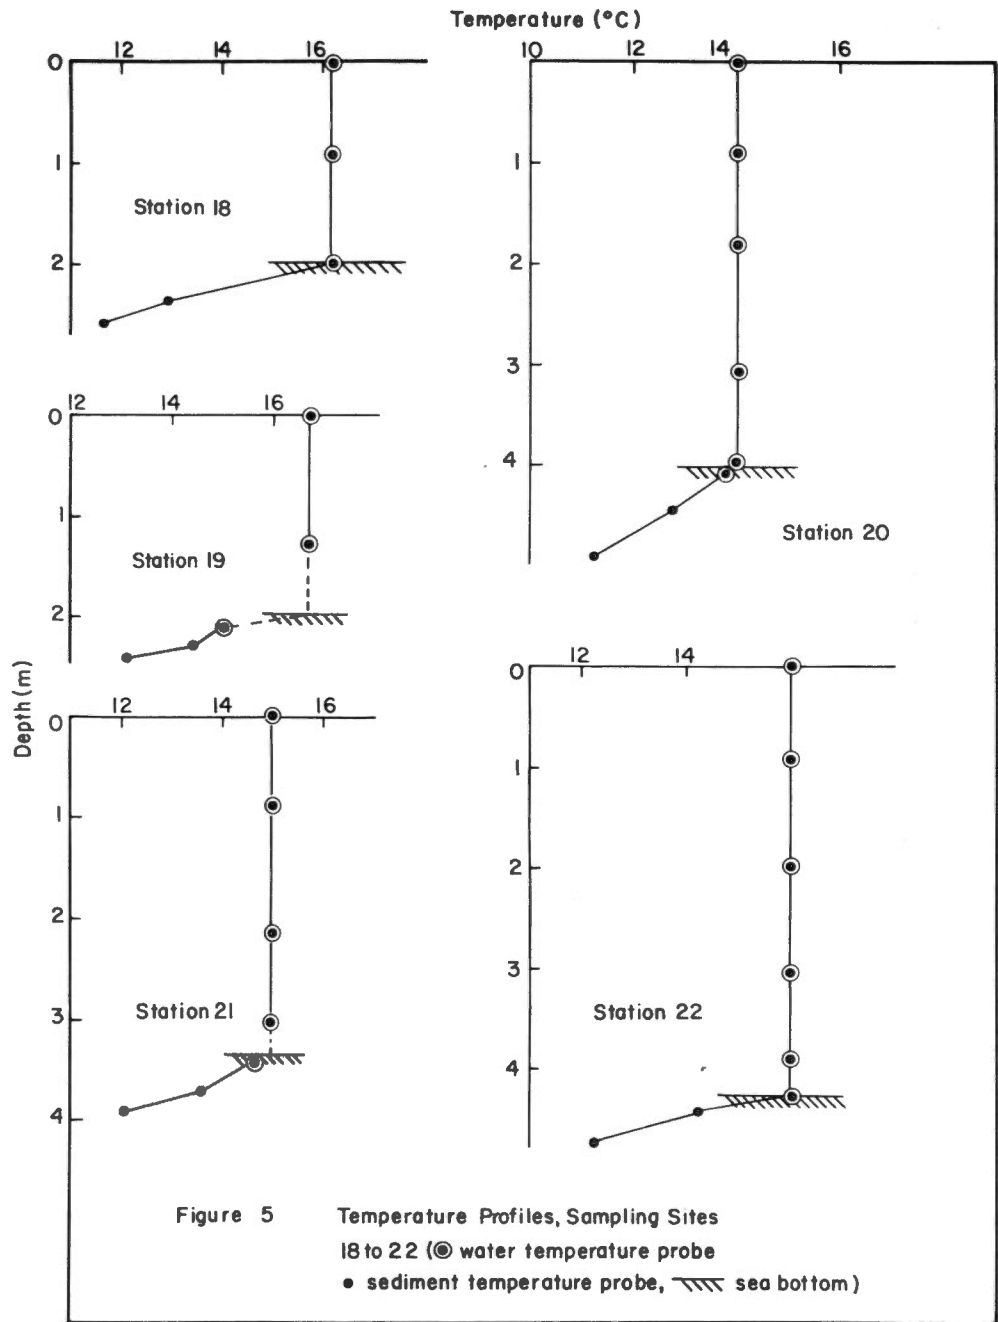 Temperature (°C)
12 14 16
0
1
2
Station 18
10 12 14 16
0
1
2
3
4
Station 20
12 14 16
0
1
2
Station 19
Depth (m)
12 14 16
0
1
2
3
4
Station 21
12 14
0
1
2
3
4
Station 22
Figure 5 Temperature Profiles, Sampling Sites
18 to 22 ( water temperature probe
• sediment temperature probe, sea bottom)